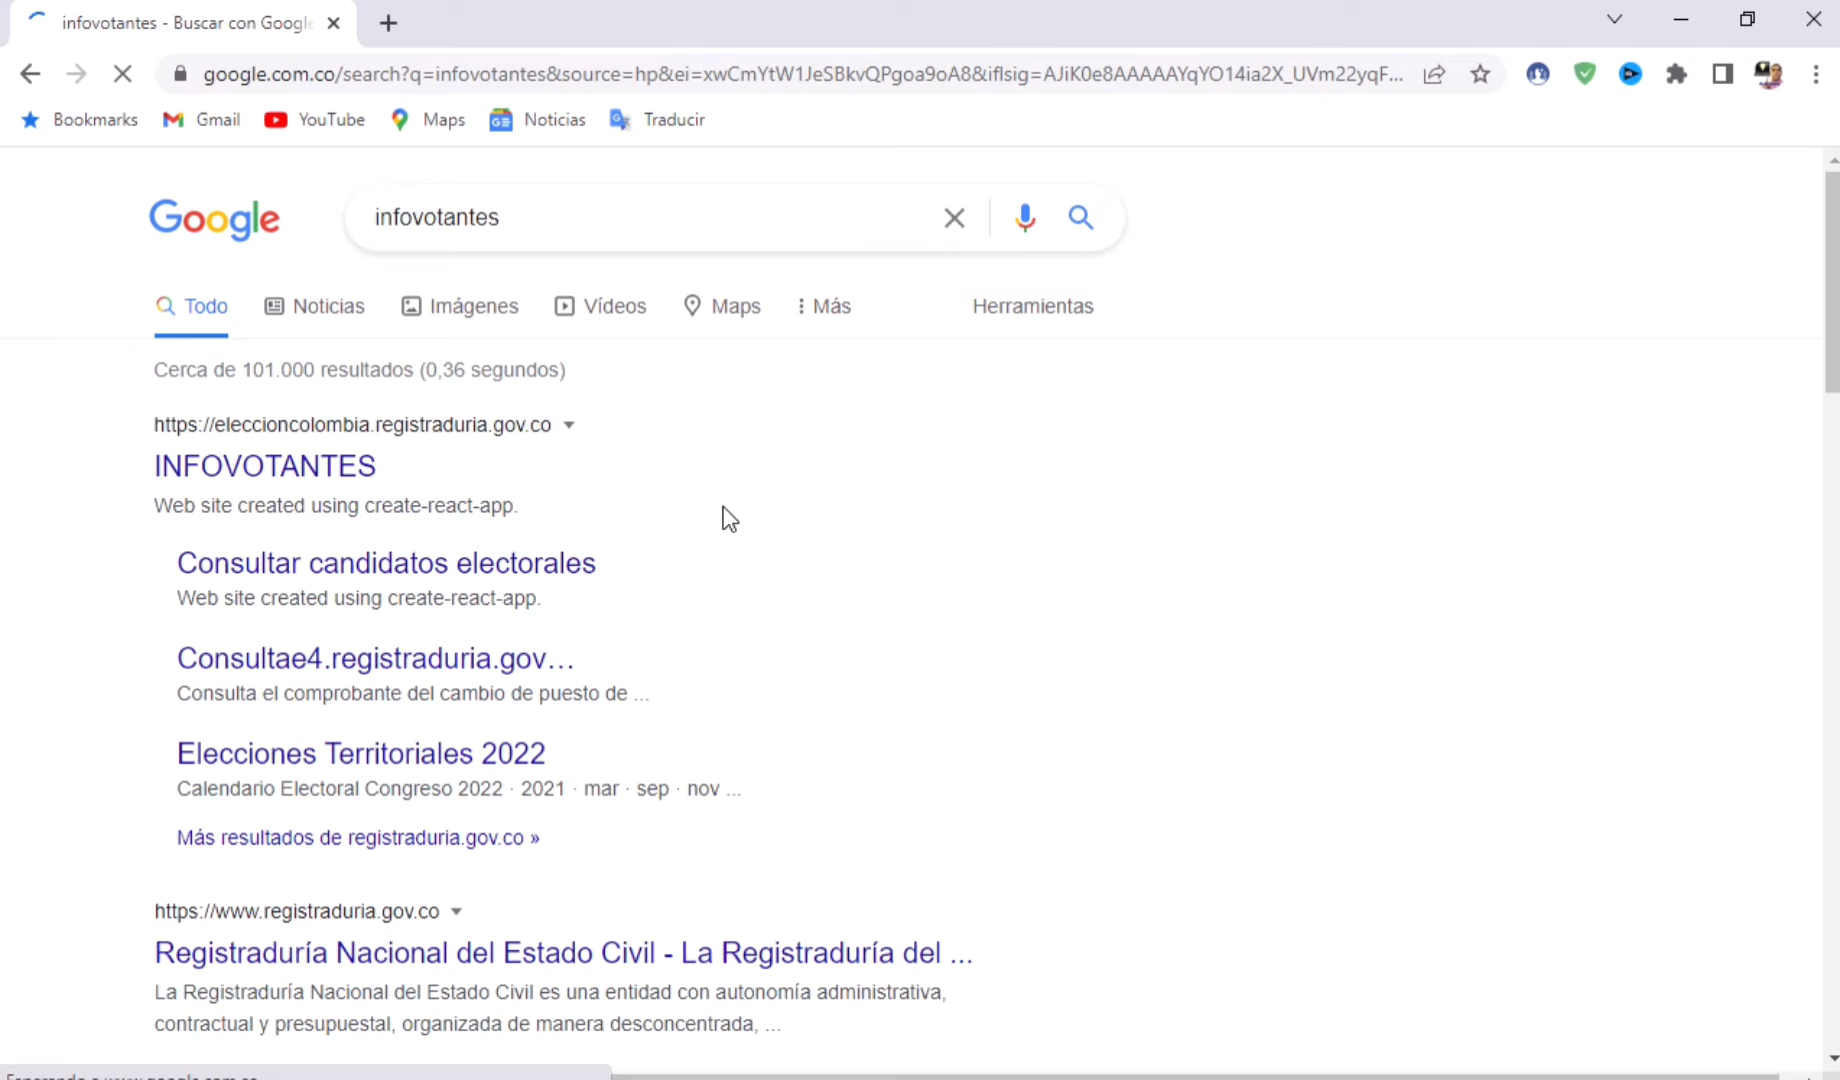 infovotantes - Buscar con Google
google.com.co/search?q=infovotantes&source=hp&ei=xwCmYtW1JeSBkvQPgoa9oA8&iflsig=AJiK0e8AAAAAYqYO14ia2X_UVm22yqF...
Bookmarks Gmail YouTube Maps Noticias Traducir
Google infovotantes
Todo Noticias Imágenes Vídeos Maps Más Herramientas
Cerca de 101.000 resultados (0,36 segundos)
https://eleccioncolombia.registraduria.gov.co
INFOVOTANTES
Web site created using create-react-app.
Consultar candidatos electorales
Web site created using create-react-app.
Consultae4.registraduria.gov...
Consulta el comprobante del cambio de puesto de ...
Elecciones Territoriales 2022
Calendario Electoral Congreso 2022 · 2021 · mar · sep · nov ...
Más resultados de registraduria.gov.co »
https://www.registraduria.gov.co
Registraduría Nacional del Estado Civil - La Registraduría del ...
La Registraduría Nacional del Estado Civil es una entidad con autonomía administrativa,
contractual y presupuestal, organizada de manera desconcentrada, ...